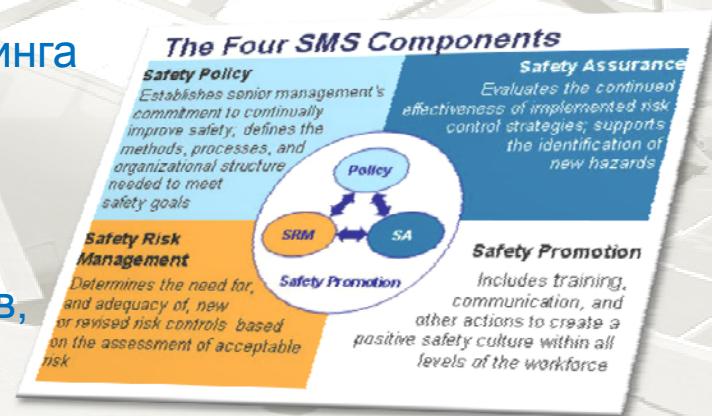 инга
в,
The Four SMS Components
Safety Policy
Establishes senior management's
commitment to continually
improve safety; defines the
methods, processes, and
organizational structure
needed to meet
safety goals
Safety Assurance
Evaluates the continued
effectiveness of implemented risk
control strategies; supports
the identification of
new hazards
Policy
SRM
SA
Safety Promotion
Safety Risk
Management
Determines the need for,
and adequacy of, new
or revised risk controls based
on the assessment of acceptable
risk
Safety Promotion
Includes training,
communication, and
other actions to create a
positive safety culture within all
levels of the workforce